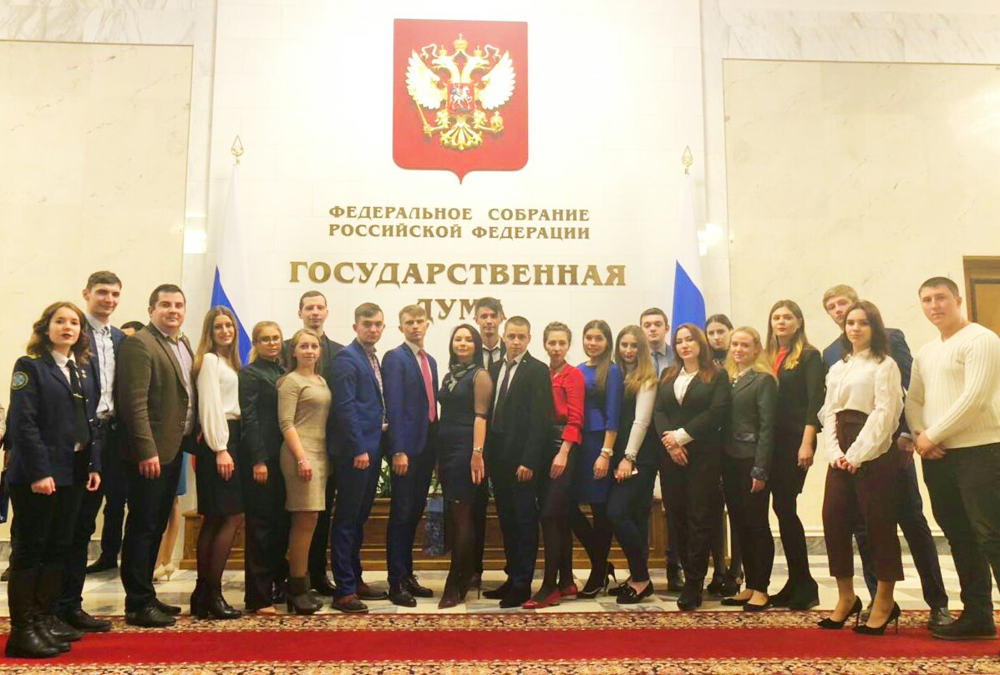 ФЕДЕРАЛЬНОЕ СОБРАНИЕ
РОССИЙСКОЙ ФЕДЕРАЦИИ
ГОСУДАРСТВЕННАЯ
ДУМА